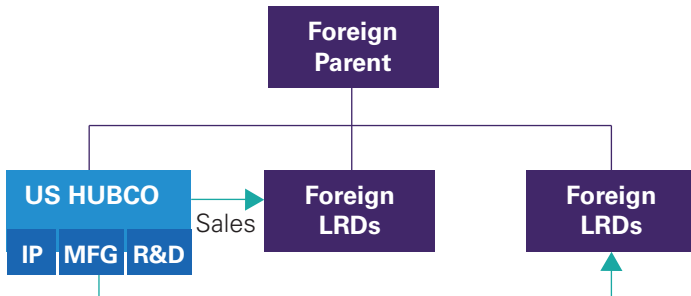 Foreign
Parent
US HUBCO
IP MFG R&D
Sales
Foreign
LRDs
Foreign
LRDs